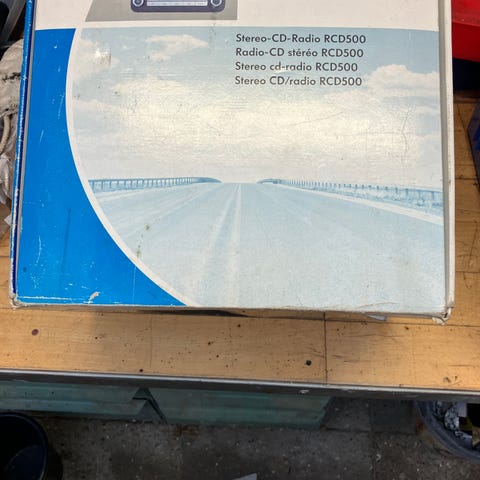 Stereo-CD-Radio RCD500
Radio-CD stéréo RCD500
Stereo cd-radio RCD500
Stereo CD/radio RCD500